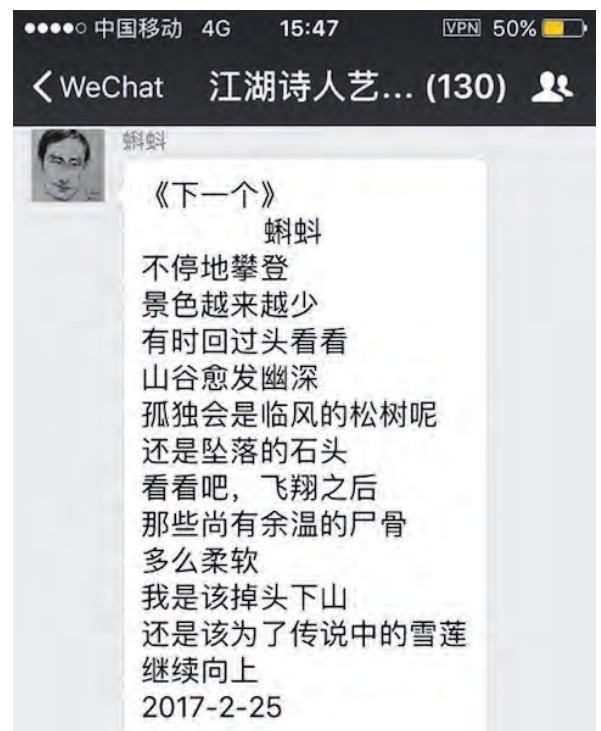 中国移动 4G 15:47 VPN 50%
WeChat 江湖诗人艺... (130)
蝌蚪
《下一个》
蝌蚪
不停地攀登
景色越来越少
有时回过头看看
山谷愈发幽深
孤独会是临风的松树呢
还是坠落的石头
看看吧，飞翔之后
那些尚有余温的尸骨
多么柔软
我是该掉头下山
还是该为了传说中的雪莲
继续向上
2017-2-25